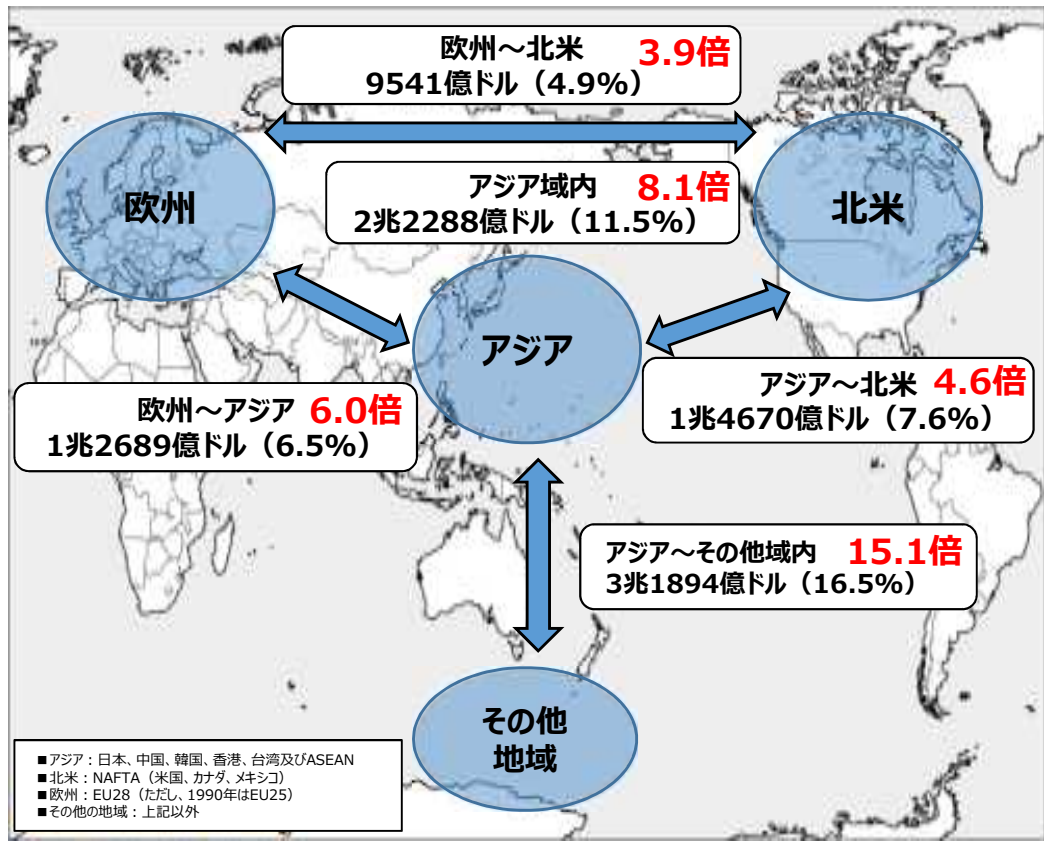 欧州～北米 3.9倍
9541億ドル（4.9%）
アジア域内 8.1倍
2兆2288億ドル（11.5%）
欧州
北米
アジア
欧州～アジア 6.0倍
1兆2689億ドル（6.5%）
アジア～北米 4.6倍
1兆4670億ドル（7.6%）
アジア～その他域内 15.1倍
3兆1894億ドル（16.5%）
その他
地域
■アジア：日本、中国、韓国、香港、台湾及びASEAN
■北米：NAFTA（米国、カナダ、メキシコ）
■欧州：EU28（ただし、1990年はEU25）
■その他の地域：上記以外